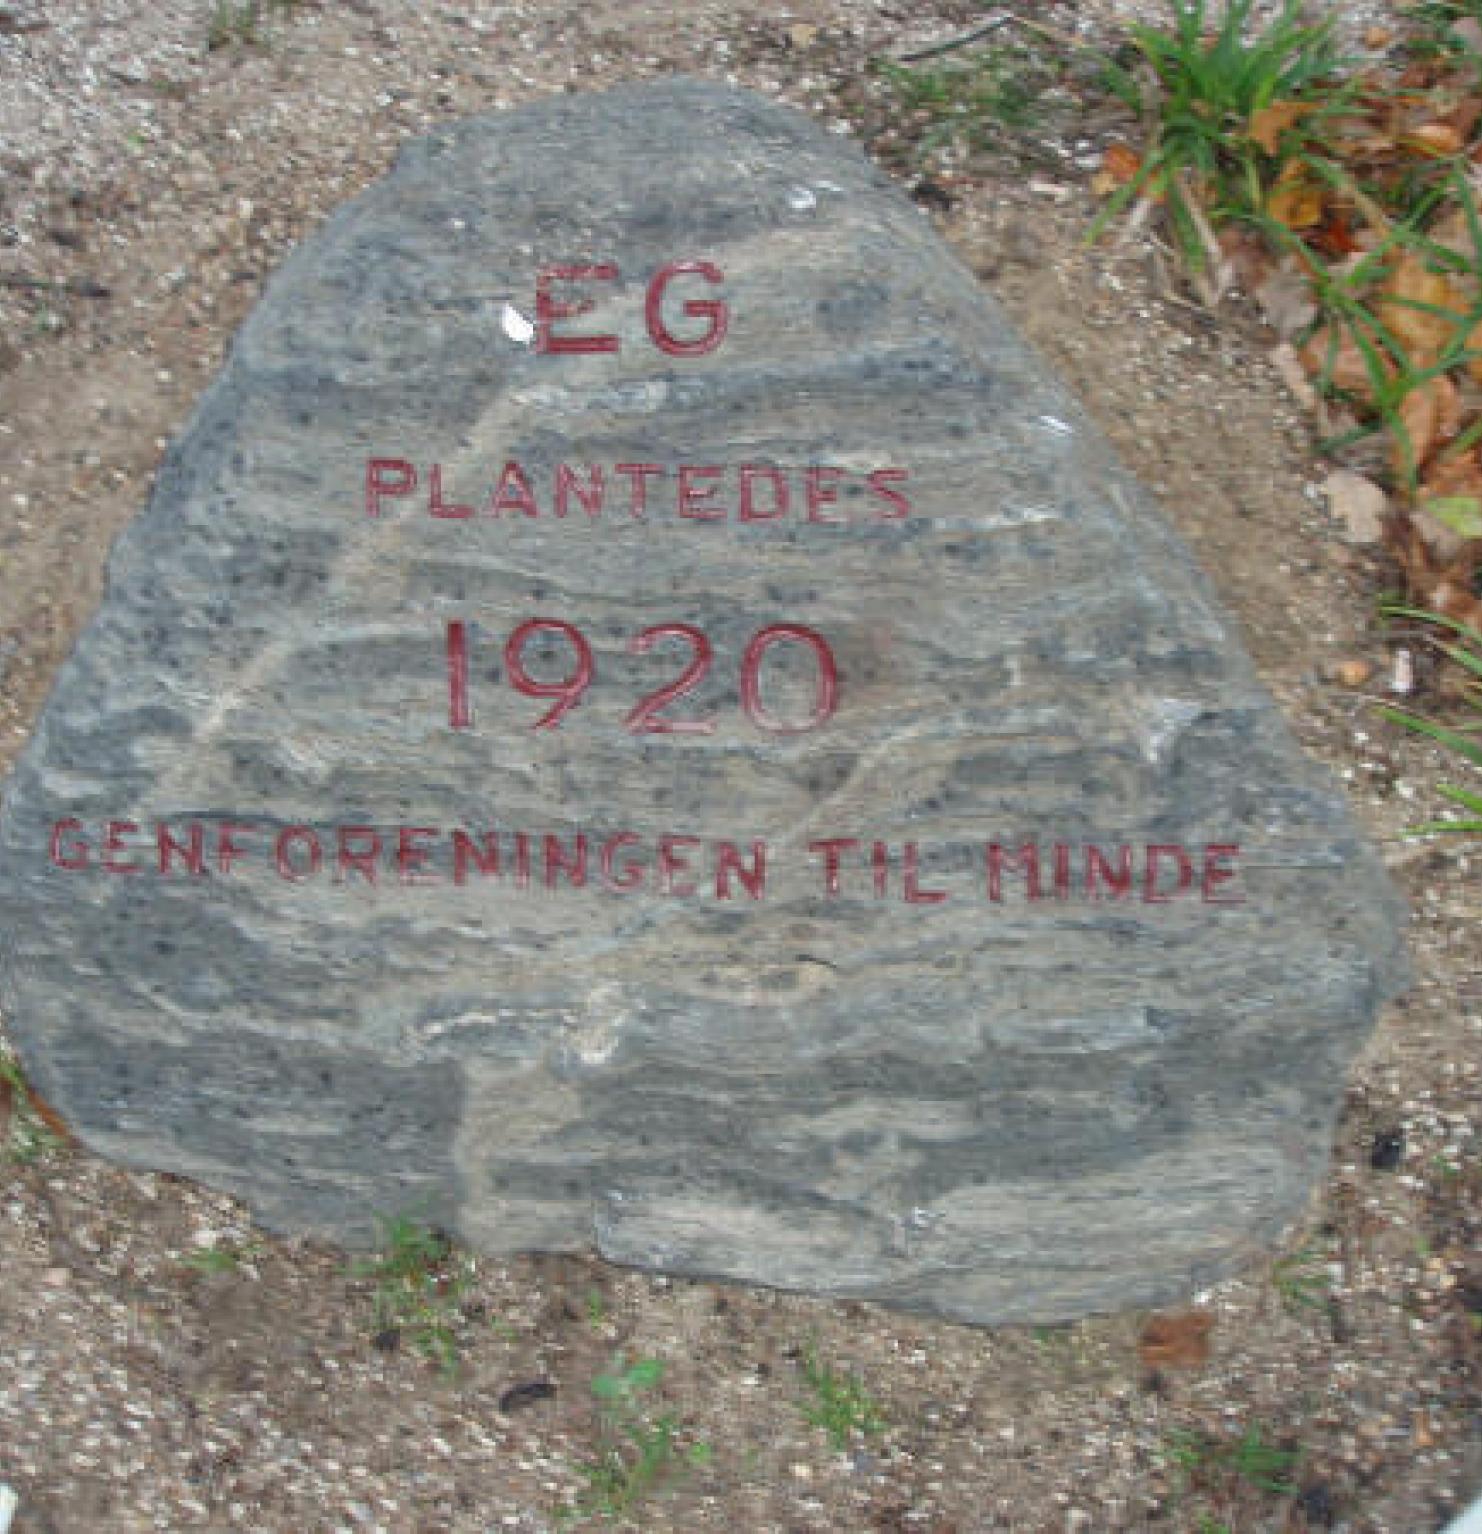 EG
PLANTEDES
1920
GENFORENINGEN TIL MINDE